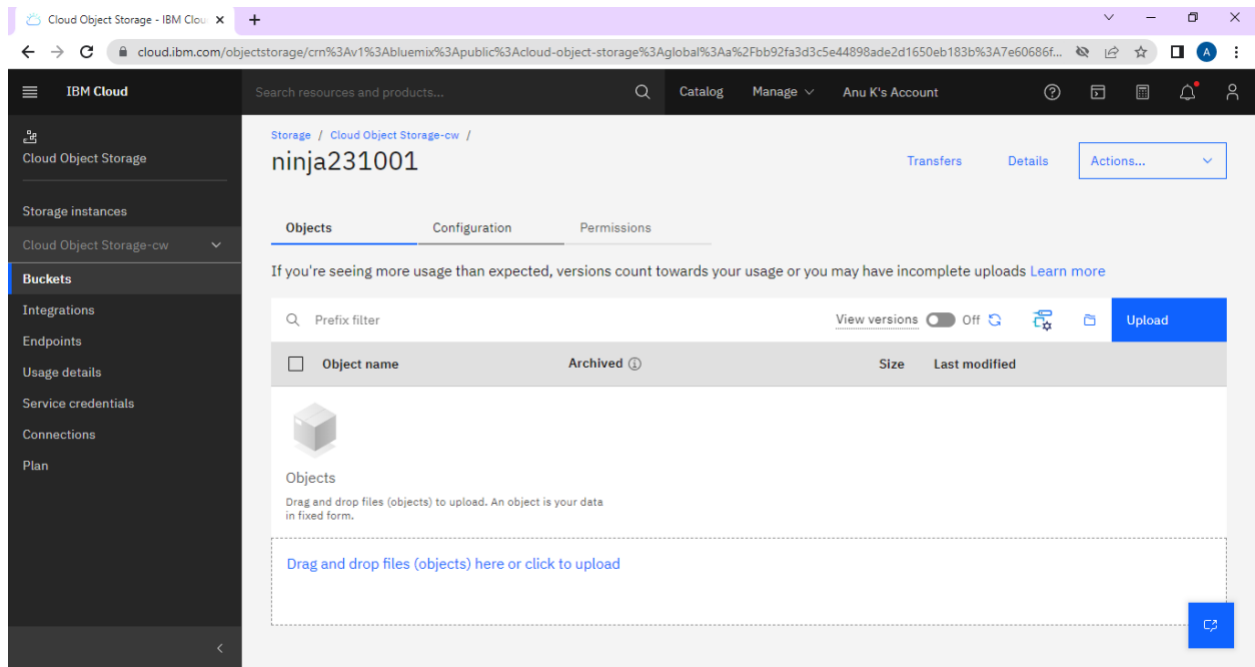 Cloud Object Storage - IBM Clou
cloud.ibm.com/objectstorage/crn%3Av1%3Abluemix%3Apublic%3Acloud-object-storage%3Aglobal%3Aa%2Fbb92fa3d3c5e44898ade2d1650eb183b%3A7e60686f...
A
IBM Cloud
Search resources and products...
Catalog
Manage
Anu K's Account
Cloud Object Storage
Storage instances
Cloud Object Storage-cw
Buckets
Integrations
Endpoints
Usage details
Service credentials
Connections
Plan
Storage / Cloud Object Storage-cw /
ninja231001
Transfers
Details
Actions...
Objects
Configuration
Permissions
If you're seeing more usage than expected, versions count towards your usage or you may have incomplete uploads Learn more
Prefix filter
View versions
Off
Upload
Object name
Archived
Size
Last modified
Objects
Drag and drop files (objects) to upload. An object is your data
in fixed form.
Drag and drop files (objects) here or click to upload